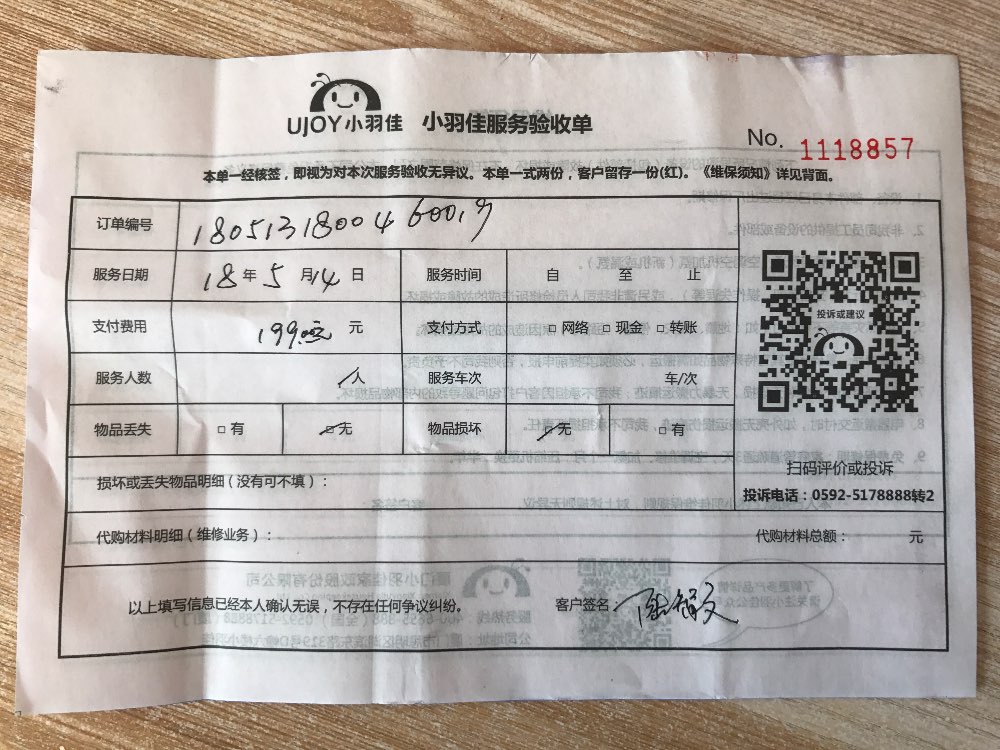 UJOY小羽佳 小羽佳服务验收单
No. 1118857
本单一经核签，即视为对本次服务验收无异议。本单一式两份，客户留存一份(红)。《维保须知》详见背面。
订单编号 180513180046001
服务日期 18年5月14日 服务时间 自 至 止
支付费用 199.00元 支付方式 □网络 □现金 □转账
服务人数 1人 服务车次 车/次
物品丢失 □有 □无 物品损坏 □无 □有
投诉或建议
扫码评价或投诉
投诉电话：0592-5178888转2
损坏或丢失物品明细（没有可不填）：
代购材料明细（维修业务）： 代购材料总额： 元
以上填写信息已经本人确认无误，不存在任何争议纠纷。 客户签名：